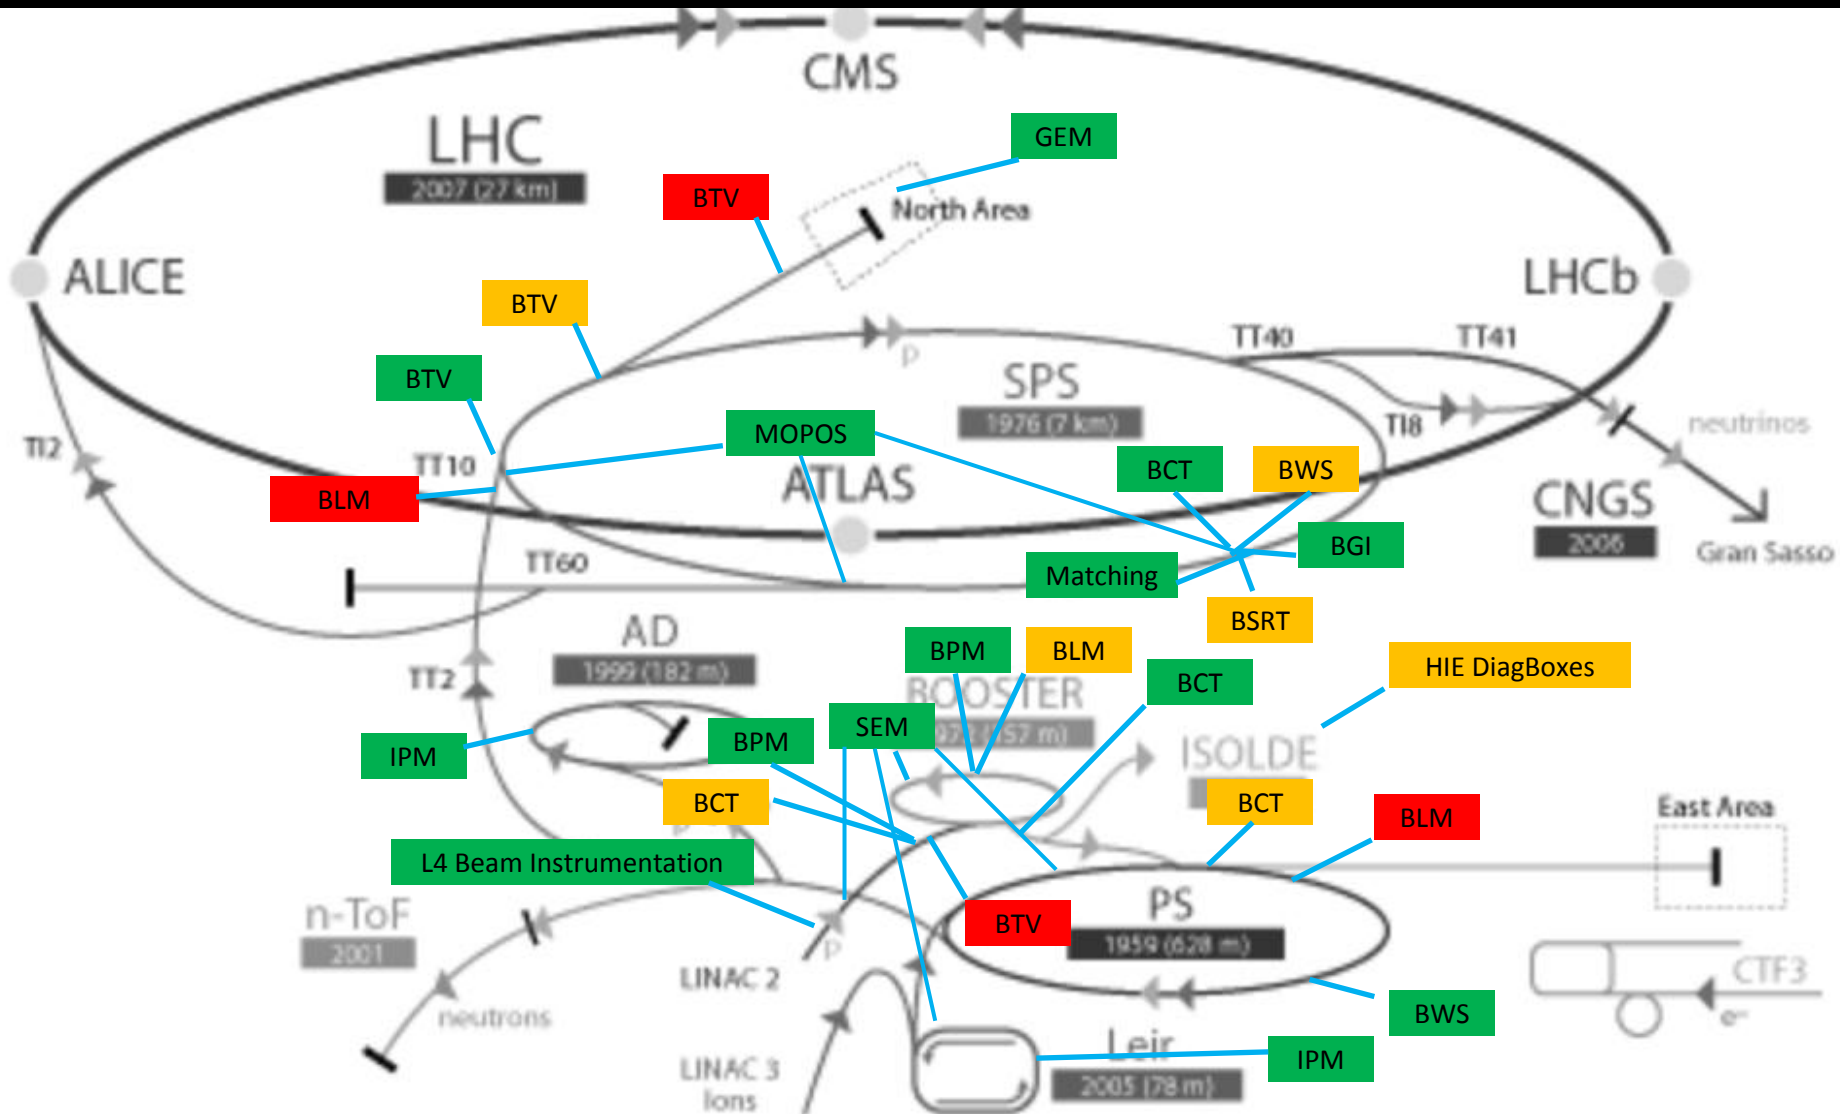 CMS
LHC
2007 (27 km)
GEM
BTV
North Area
ALICE
LHCb
BTV
TT40
TT41
p
BTV
SPS
1976 (7 km)
TI8
neutrinos
MOPOS
TI2
TT10
BCT
BWS
BLM
ATLAS
CNGS
2006
Gran Sasso
BGI
TT60
Matching
BSRT
AD
1999 (182 m)
BPM
BLM
HIE DiagBoxes
TT2
BOOSTER
BCT
SEM
157 m)
IPM
BPM
ISOLDE
BCT
BCT
BLM
East Area
L4 Beam Instrumentation
n-ToF
2001
PS
1959 (628 m)
BTV
p
LINAC 2
CTF3
e-
neutrons
BWS
Leir
2005 (78 m)
IPM
LINAC 3
Ions